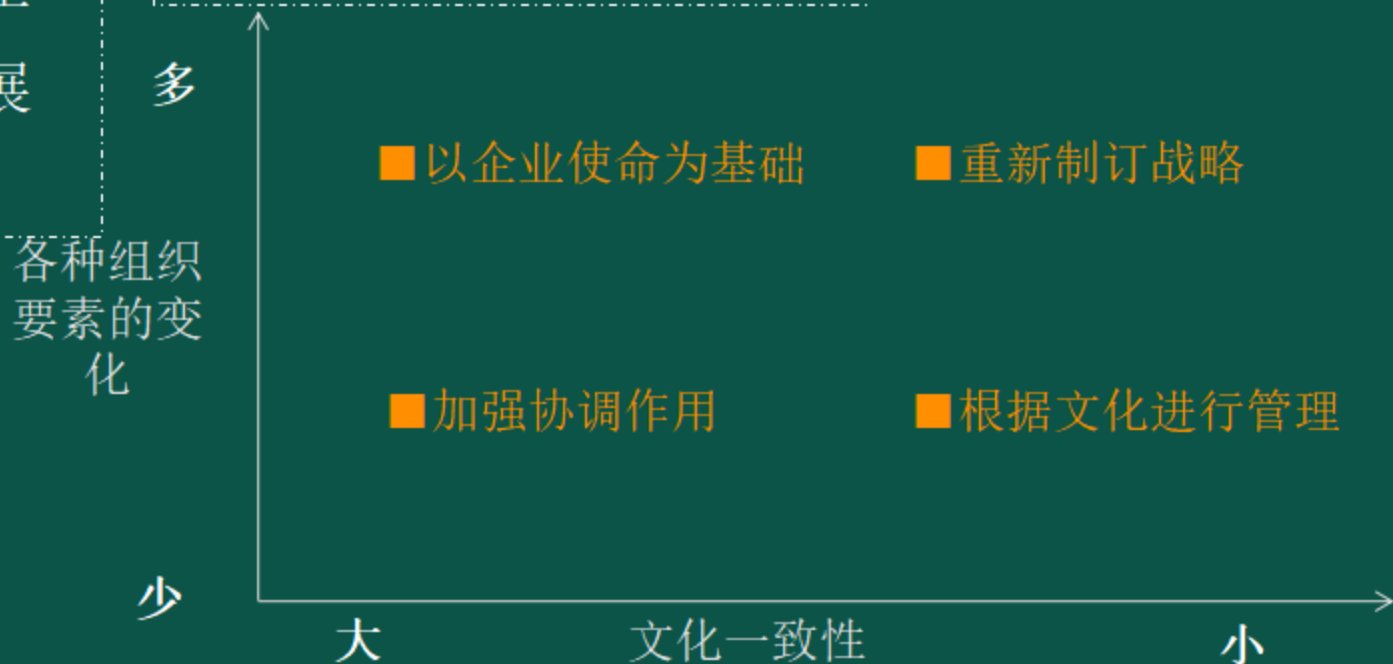 展
多
■以企业使命为基础
■重新制订战略
各种组织
要素的变
化
■加强协调作用
■根据文化进行管理
少
大
文化一致性
小